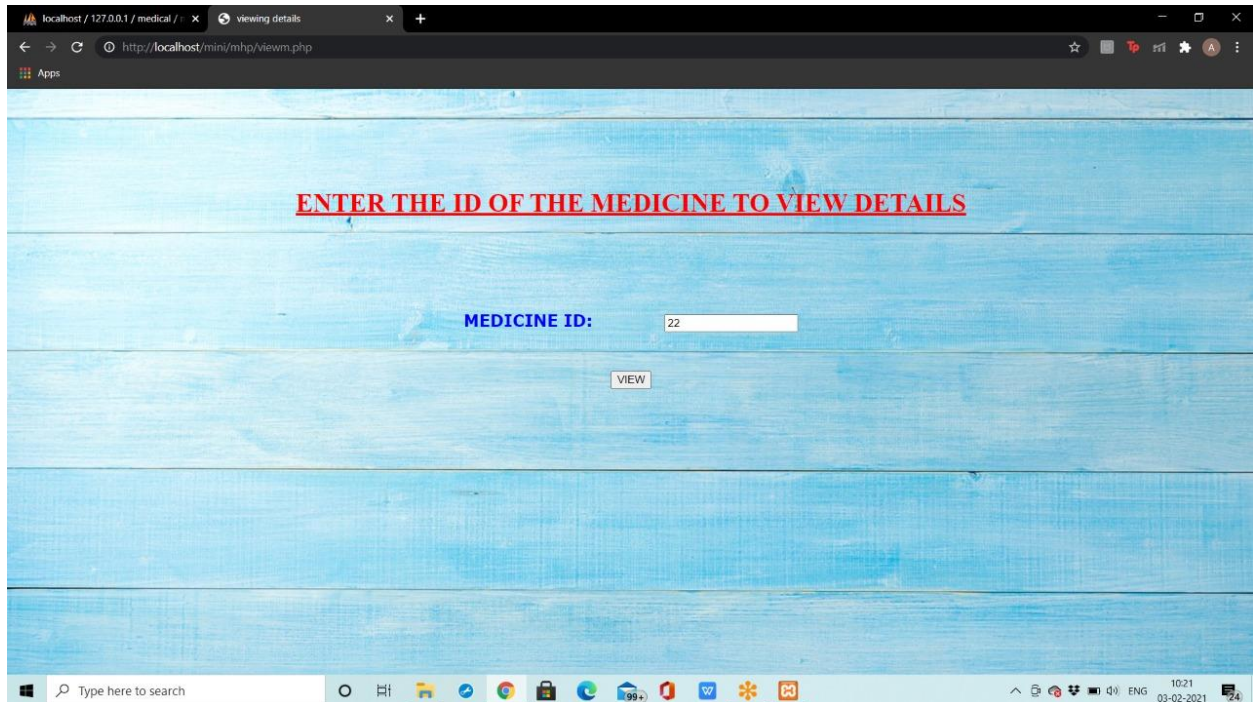 localhost / 127.0.0.1 / medical /
viewing details
http://localhost/mini/mhp/viewm.php
Tp
A
Apps
ENTER THE ID OF THE MEDICINE TO VIEW DETAILS
MEDICINE ID:
22
VIEW
Type here to search
99+
W
ENG
10:21
03-02-2021
24